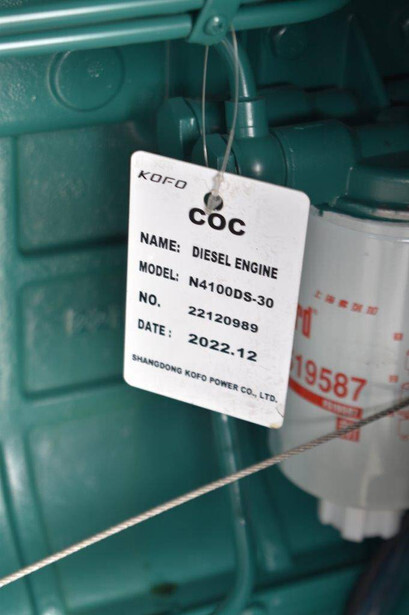 KOFO
COC
NAME: DIESEL ENGINE
MODEL: N4100DS-30
NO. 22120989
DATE: 2022.12
SHANGDONG KOFO POWER CO., LTD.
rd
19587